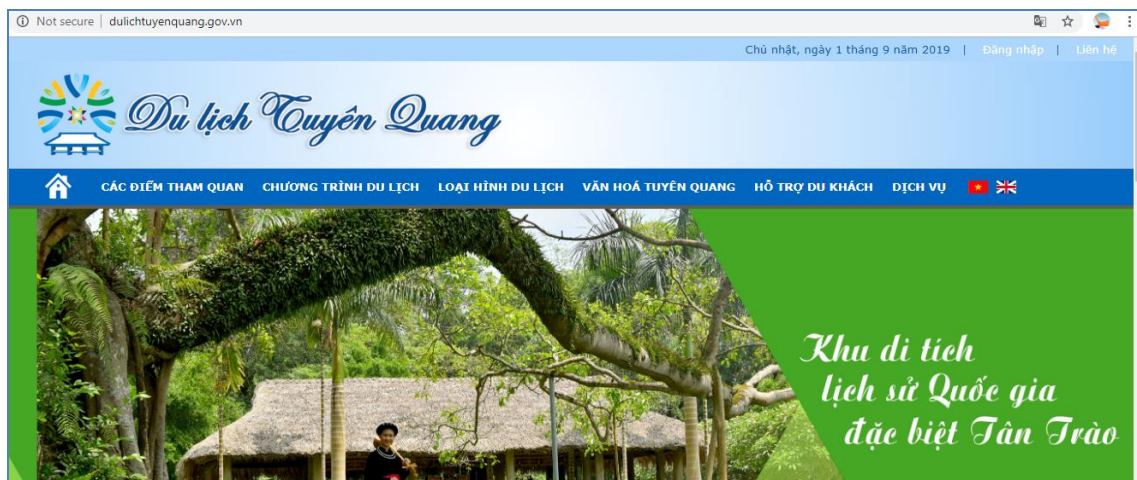 Not secure | dulichtuyenquang.gov.vn
Chủ nhật, ngày 1 tháng 9 năm 2019 | Đăng nhập | Liên hệ
Du lịch Tuyên Quang
CÁC ĐIỂM THAM QUAN CHƯƠNG TRÌNH DU LỊCH LOẠI HÌNH DU LỊCH VĂN HOÁ TUYÊN QUANG HỖ TRỢ DU KHÁCH DỊCH VỤ
Khu di tích
lịch sử Quốc gia
đặc biệt Tân Trào